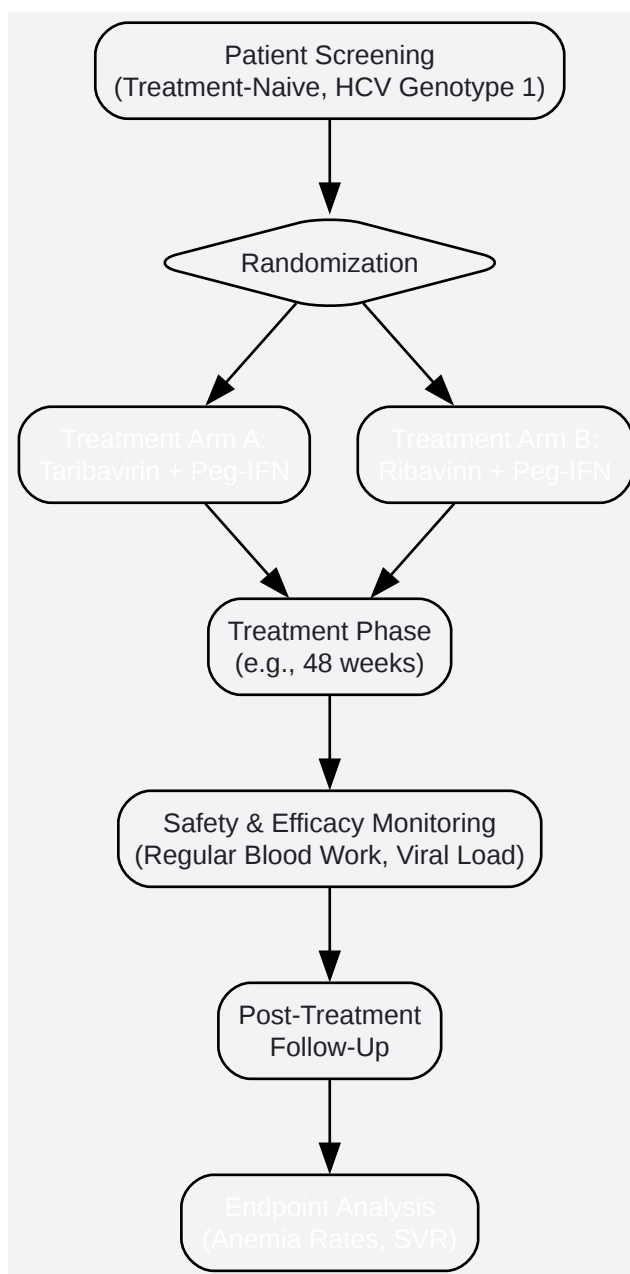 Patient Screening
(Treatment-Naive, HCV Genotype 1)
Randomization
Treatment Arm A:
Taribavirin + Peg-IFN
Treatment Arm B:
Ribavirin + Peg-IFN
Treatment Phase
(e.g., 48 weeks)
Safety & Efficacy Monitoring
(Regular Blood Work, Viral Load)
Post-Treatment
Follow-Up
Endpoint Analysis
(Anemia Rates, SVR)